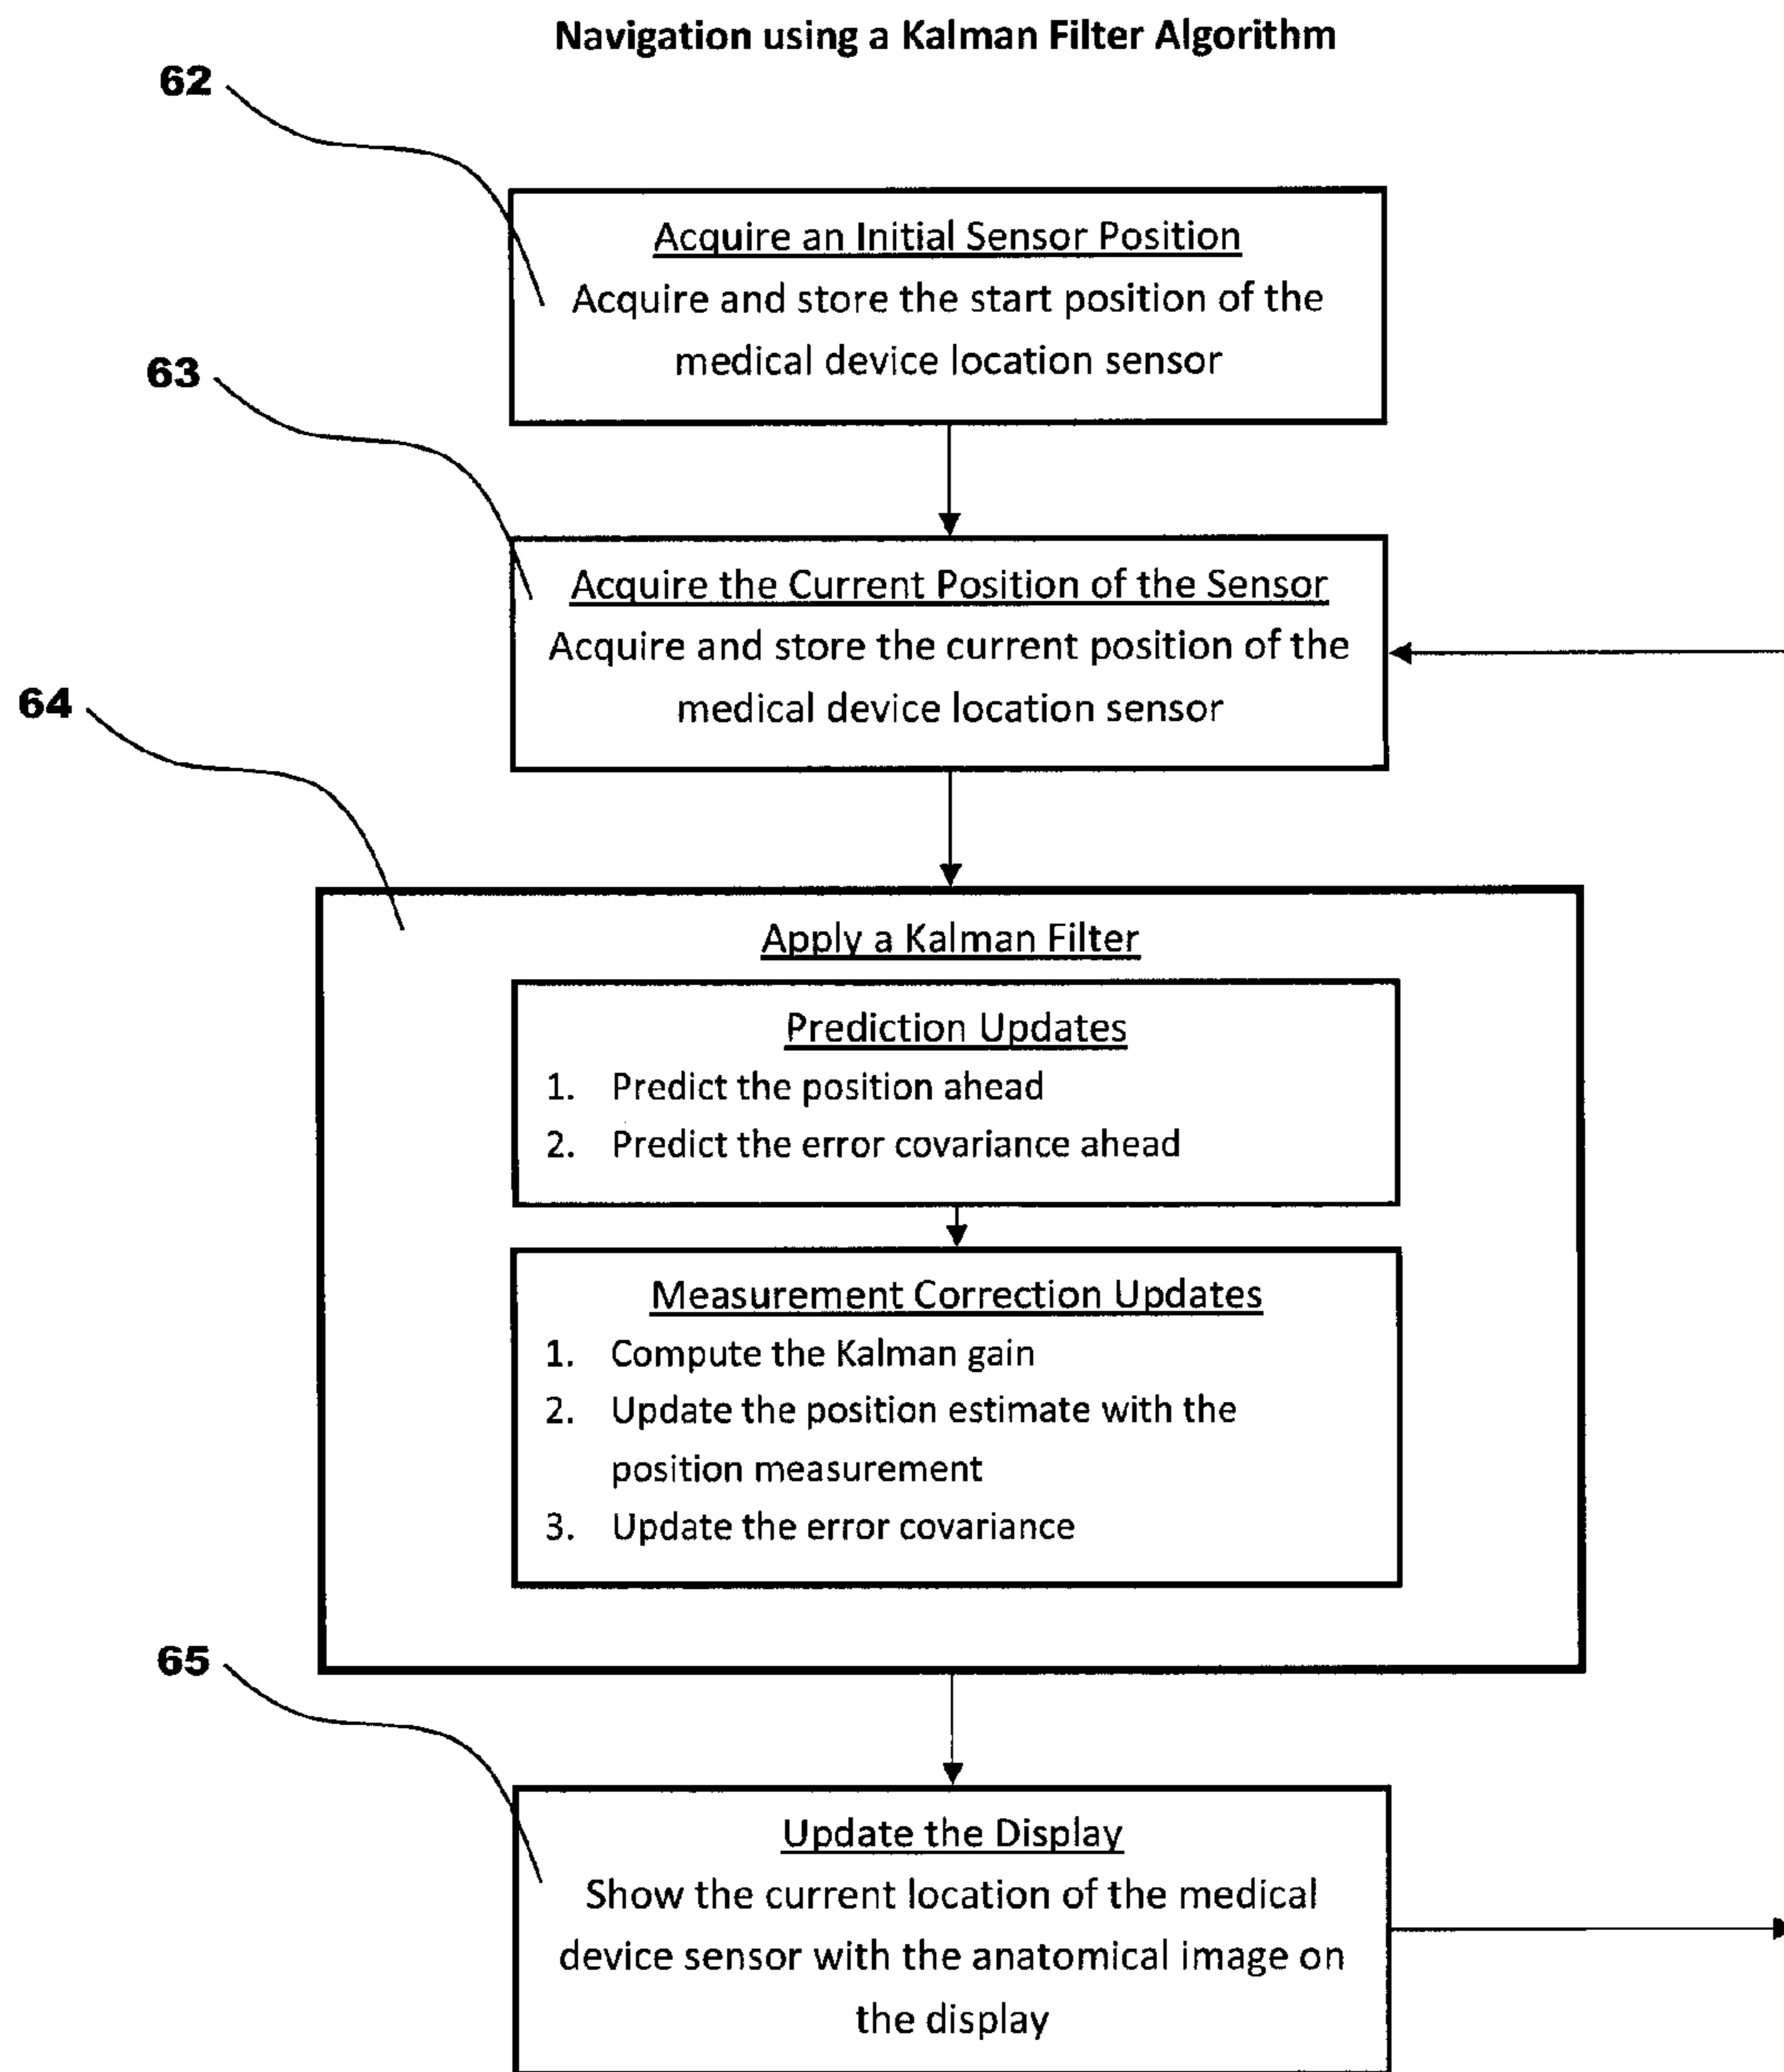 Navigation using a Kalman Filter Algorithm
62
Acquire an Initial Sensor Position
Acquire and store the start position of the
medical device location sensor
63
Acquire the Current Position of the Sensor
Acquire and store the current position of the
medical device location sensor
64
Apply a Kalman Filter
Prediction Updates
1. Predict the position ahead
2. Predict the error covariance ahead
Measurement Correction Updates
1. Compute the Kalman gain
2. Update the position estimate with the
position measurement
3. Update the error covariance
65
Update the Display
Show the current location of the medical
device sensor with the anatomical image on
the display